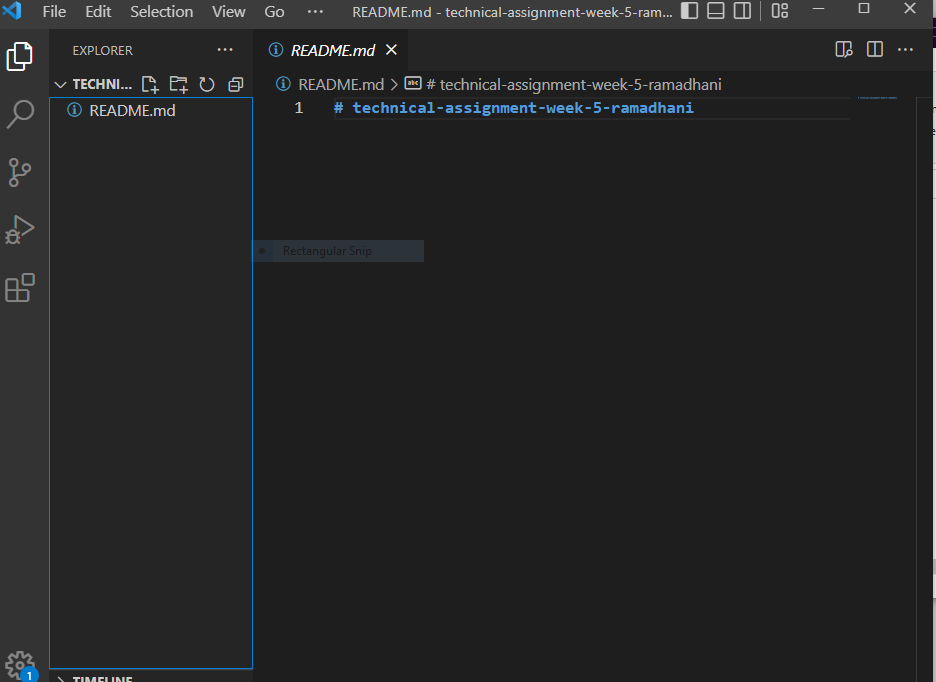 File Edit Selection View Go ··· README.md - technical-assignment-week-5-ram...
EXPLORER ···
README.md
TECHNI...
README.md > # technical-assignment-week-5-ramadhani
README.md
1 # technical-assignment-week-5-ramadhani
Rectangular Snip
1
TIMELINE